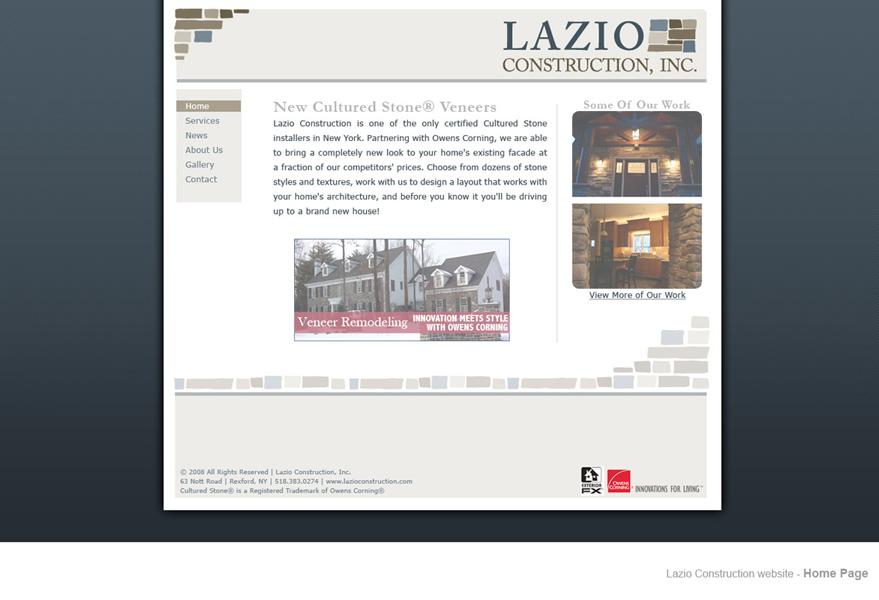 LAZIO
CONSTRUCTION, INC.
Home
Services
News
About Us
Gallery
Contact
New Cultured Stone® Veneers
Lazio Construction is one of the only certified Cultured Stone
installers in New York. Partnering with Owens Corning, we are able
to bring a completely new look to your home's existing facade at
a fraction of our competitors' prices. Choose from dozens of stone
styles and textures, work with us to design a layout that works with
your home's architecture, and before you know it you'll be driving
up to a brand new house!
Veneer Remodeling
INNOVATION MEETS STYLE
WITH OWENS CORNING
Some Of Our Work
View More of Our Work
© 2008 All Rights Reserved | Lazio Construction, Inc.
63 Nott Road | Rexford, NY | 518.383.0274 | www.lazioconstruction.com
Cultured Stone® is a Registered Trademark of Owens Corning®
EXTERIOR
FX
OWENS
CORNING
INNOVATIONS FOR LIVING™
Lazio Construction website - Home Page